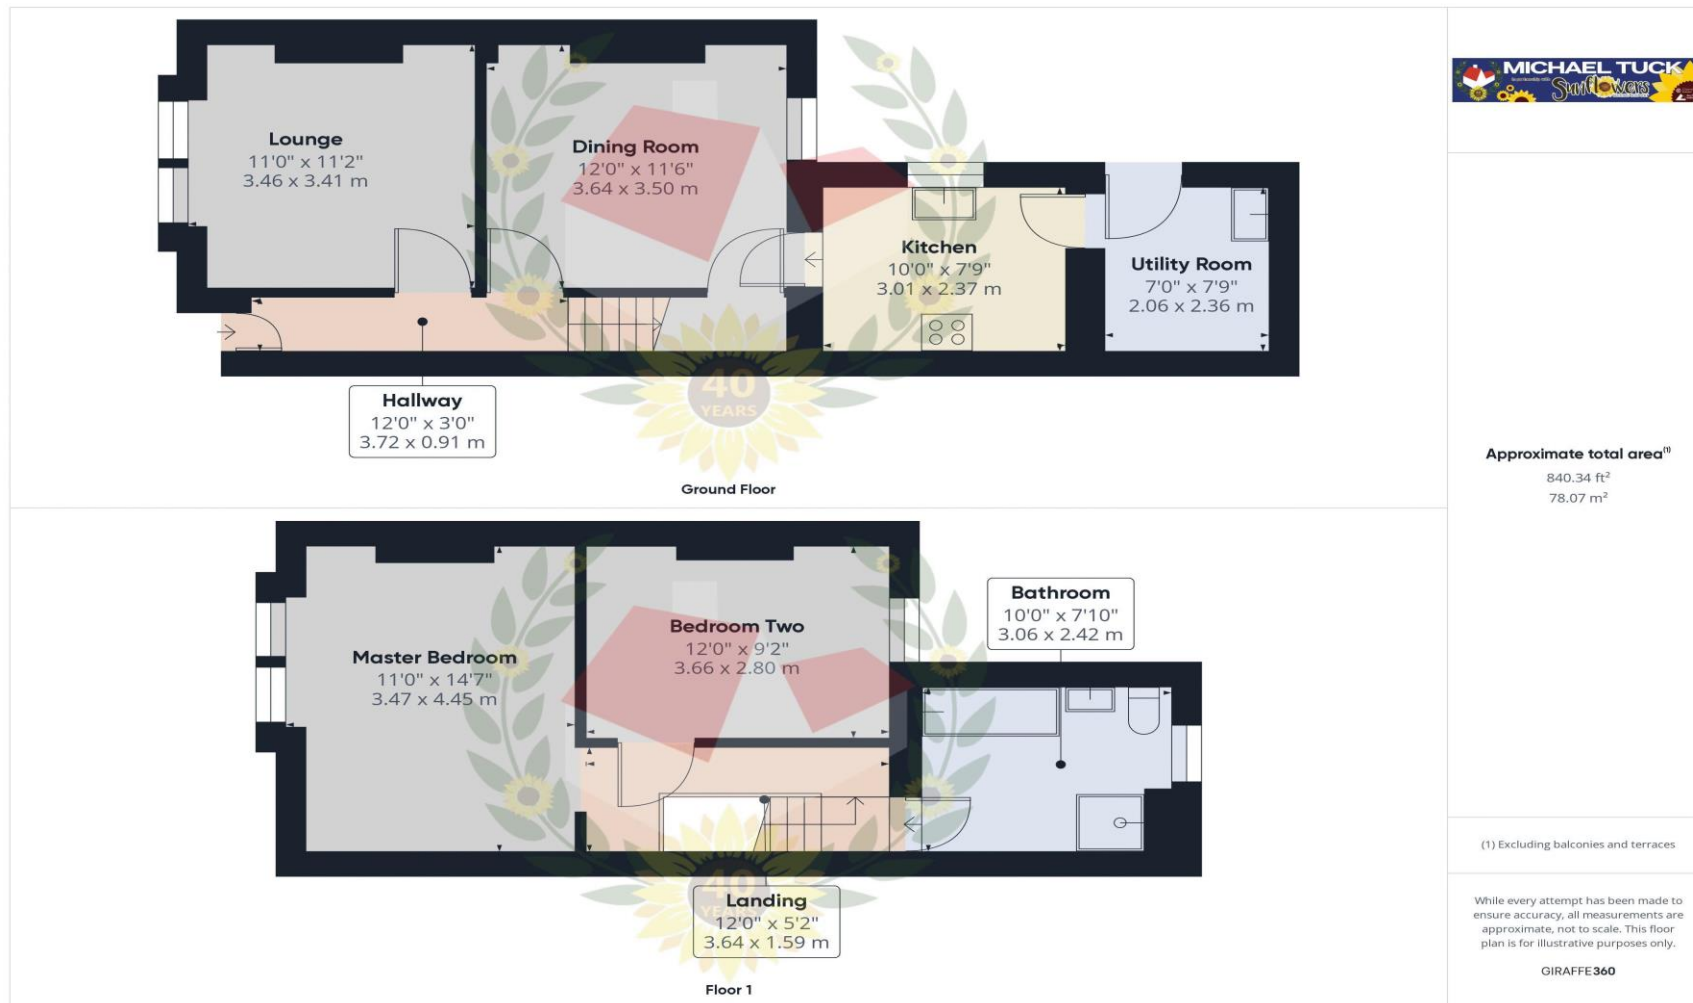 Lounge
11'0" x 11'2"
3.46 x 3.41 m
Dining Room
12'0" x 11'6"
3.64 x 3.50 m
Kitchen
10'0" x 7'9"
3.01 x 2.37 m
Utility Room
7'0" x 7'9"
2.06 x 2.36 m
Hallway
12'0" x 3'0"
3.72 x 0.91 m
40
YEARS
Ground Floor
Master Bedroom
11'0" x 14'7"
3.47 x 4.45 m
Bedroom Two
12'0" x 9'2"
3.66 x 2.80 m
Bathroom
10'0" x 7'10"
3.06 x 2.42 m
40
YEARS
Landing
12'0" x 5'2"
3.64 x 1.59 m
Floor 1
MICHAEL TUCK
Sunflowers
Approximate total area(1)
840.34 ft²
78.07 m²
(1) Excluding balconies and terraces
While every attempt has been made to
ensure accuracy, all measurements are
approximate, not to scale. This floor
plan is for illustrative purposes only.
GIRAFFE360